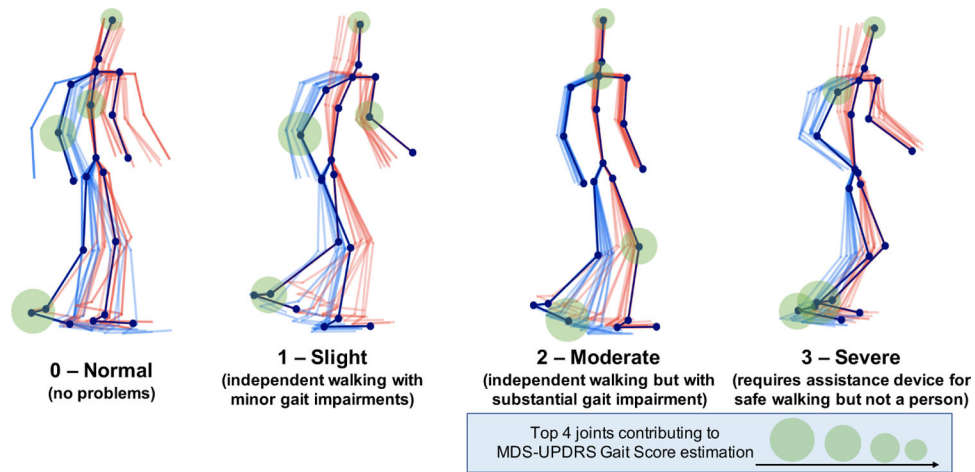 0 – Normal
(no problems)
1 – Slight
(independent walking with
minor gait impairments)
2 – Moderate
(independent walking but with
substantial gait impairment)
3 – Severe
(requires assistance device for
safe walking but not a person)
Top 4 joints contributing to
MDS-UPDRS Gait Score estimation